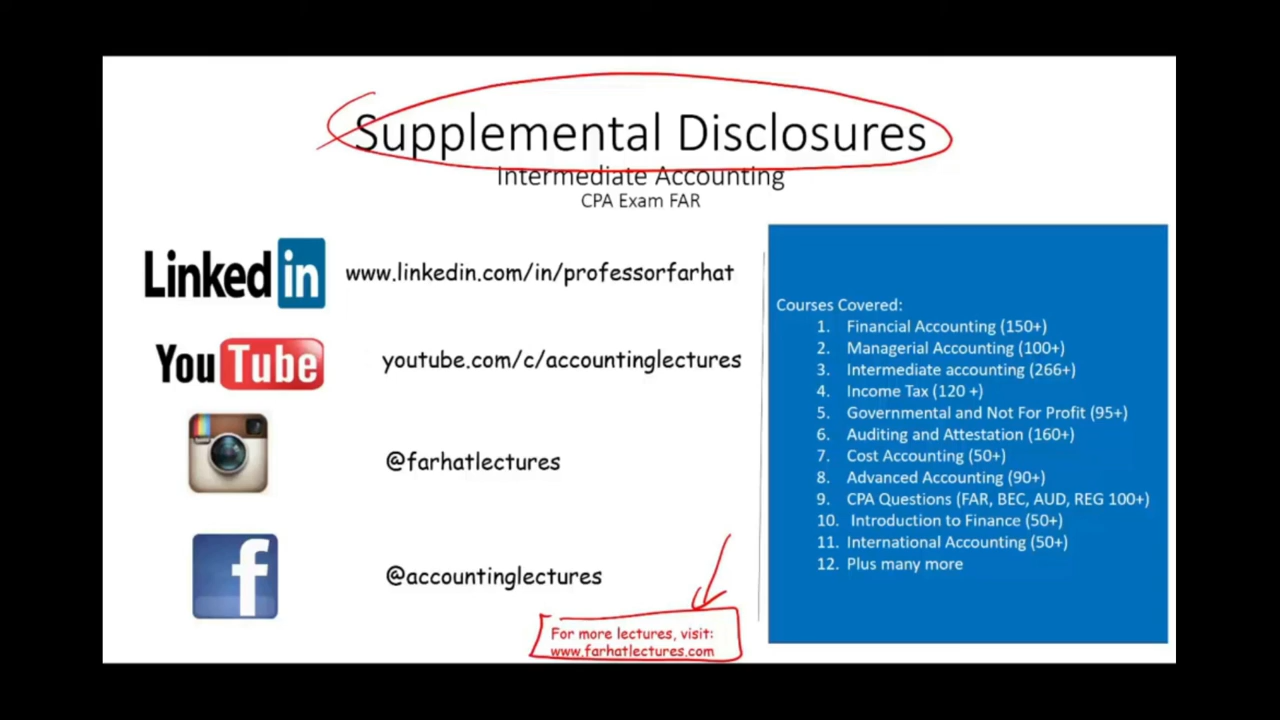 Supplemental Disclosures
Intermediate Accounting
CPA Exam FAR
Linked in
www.linkedin.com/in/professorfarhat
YouTube
youtube.com/c/accountinglectures
@farhatlectures
f
@accountinglectures
For more lectures, visit:
www.farhatlectures.com
Courses Covered:
1. Financial Accounting (150+)
2. Managerial Accounting (100+)
3. Intermediate accounting (266+)
4. Income Tax (120 +)
5. Governmental and Not For Profit (95+)
6. Auditing and Attestation (160+)
7. Cost Accounting (50+)
8. Advanced Accounting (90+)
9. CPA Questions (FAR, BEC, AUD, REG 100+)
10. Introduction to Finance (50+)
11. International Accounting (50+)
12. Plus many more